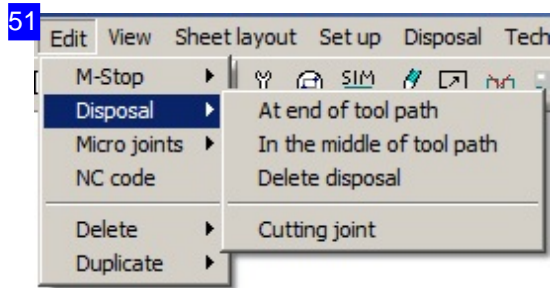 51
Edit View Sheet layout Set up Disposal Tech
SIM
M-Stop
Disposal
Micro joints
NC code
Delete
Duplicate
At end of tool path
In the middle of tool path
Delete disposal
Cutting joint